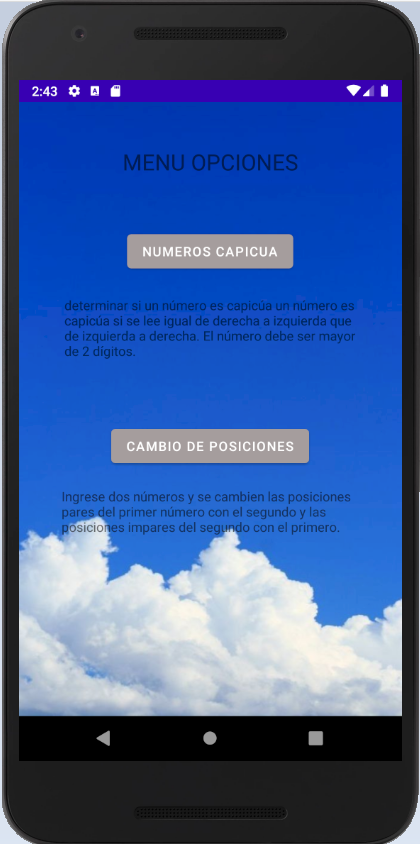 2:43
MENU OPCIONES
NUMEROS CAPICUA
determinar si un número es capicúa un número es
capicúa si se lee igual de derecha a izquierda que
de izquierda a derecha. El número debe ser mayor
de 2 dígitos.
CAMBIO DE POSICIONES
Ingrese dos números y se cambien las posiciones
pares del primer número con el segundo y las
posiciones impares del segundo con el primero.